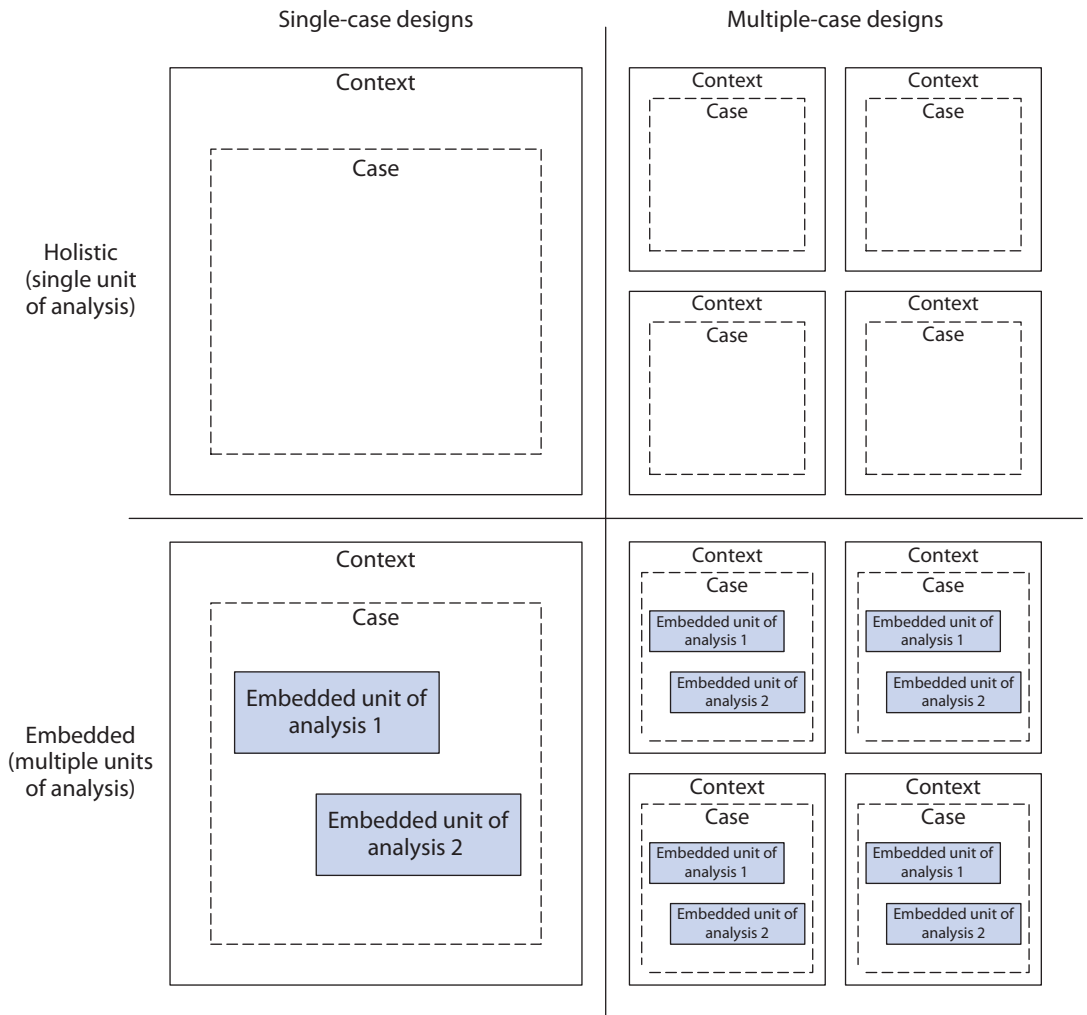 Single-case designs
Multiple-case designs
Holistic
(single unit
of analysis)
Context
Case
Context
Case
Context
Case
Context
Case
Context
Case
Embedded
(multiple units
of analysis)
Context
Case
Embedded unit of
analysis 1
Embedded unit of
analysis 2
Context
Case
Embedded unit of
analysis 1
Embedded unit of
analysis 2
Context
Case
Embedded unit of
analysis 1
Embedded unit of
analysis 2
Context
Case
Embedded unit of
analysis 1
Embedded unit of
analysis 2
Context
Case
Embedded unit of
analysis 1
Embedded unit of
analysis 2